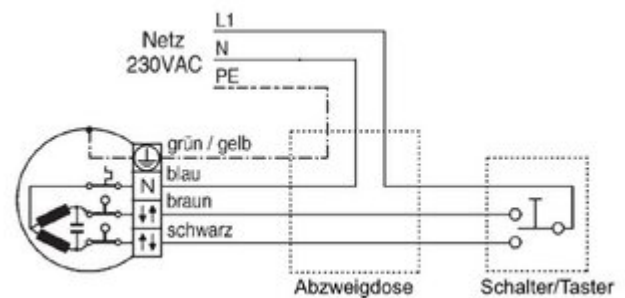 L1
Netz
230VAC
N
PE
grün / gelb
blau
N
braun
↓↑
schwarz
↑↓
Abzweigdose
Schalter/Taster